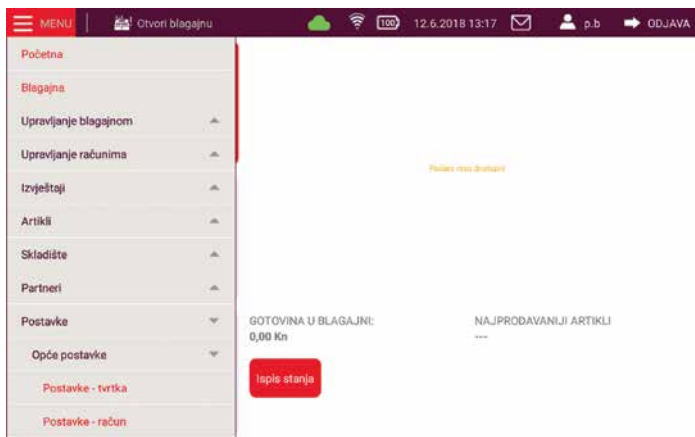 MENU
Otvori blagajnu
100
12.6.2018 13:17
p.b
ODJAVA
Početna
Blagajna
Upravljanje blagajnom
Upravljanje računima
Izvještaji
Artikli
Skladište
Partneri
Postavke
Opće postavke
Postavke - tvrtka
Postavke - račun
GOTOVINA U BLAGAJNI:
0,00 Kn
NAJPRODAVANIJI ARTIKLI
---
Ispis stanja